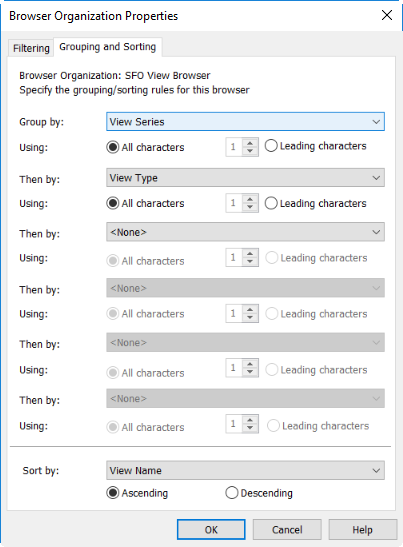 Browser Organization Properties
Filtering Grouping and Sorting
Browser Organization: SFO View Browser
Specify the grouping/sorting rules for this browser
Group by: View Series
Using: All characters 1 Leading characters
Then by: View Type
Using: All characters 1 Leading characters
Then by: <None>
Using: All characters 1 Leading characters
Then by: <None>
Using: All characters 1 Leading characters
Then by: <None>
Using: All characters 1 Leading characters
Then by: <None>
Using: All characters 1 Leading characters
Sort by: View Name
Ascending Descending
OK Cancel Help